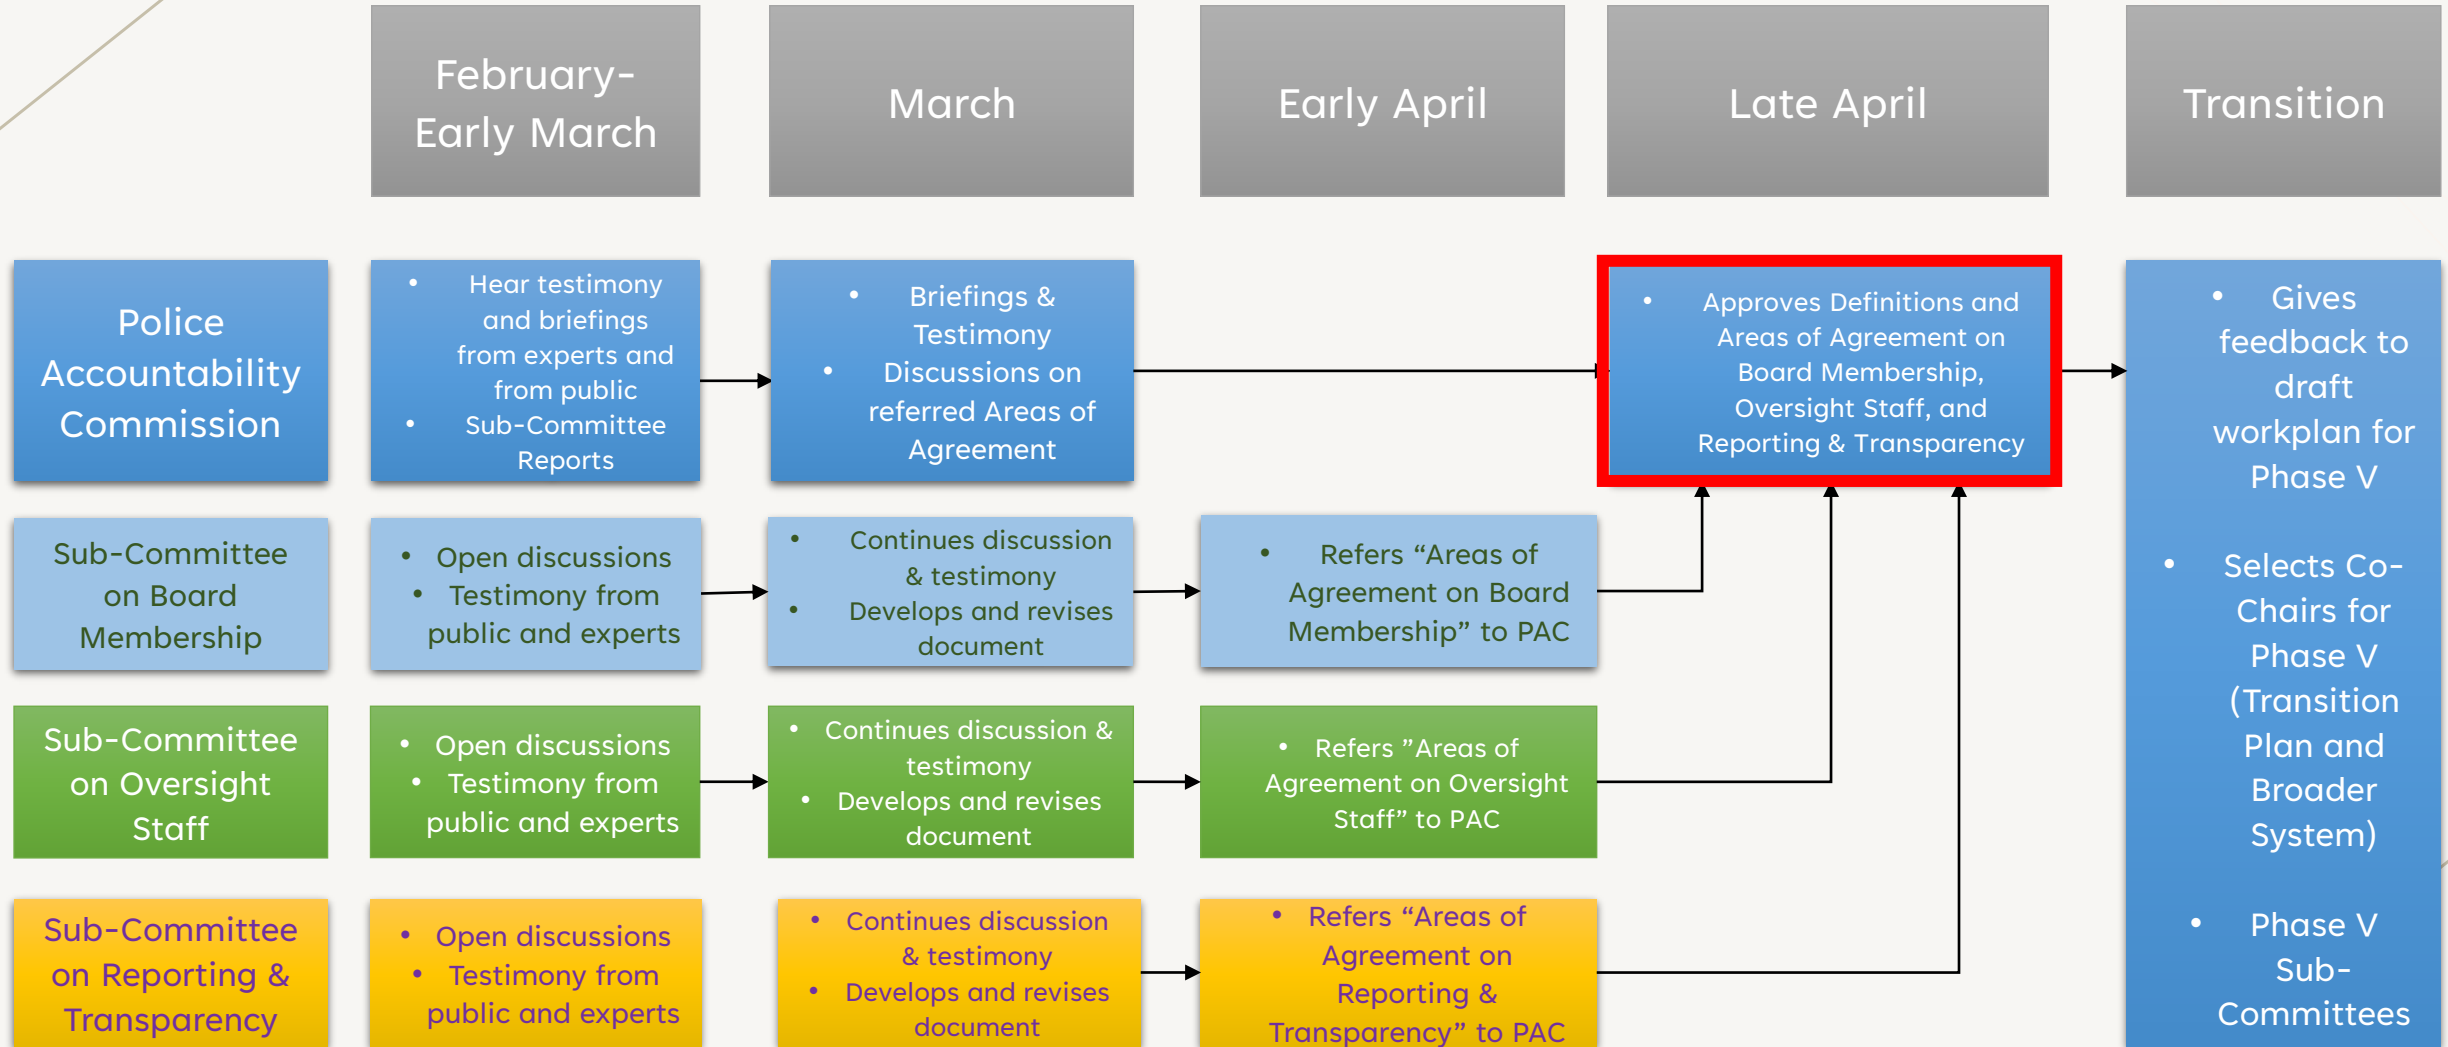 February-
Early March
March
Early April
Late April
Transition
Police
Accountability
Commission
• Hear testimony
and briefings
from experts and
from public
• Sub-Committee
Reports
• Briefings &
Testimony
• Discussions on
referred Areas of
Agreement
• Approves Definitions and
Areas of Agreement on
Board Membership,
Oversight Staff, and
Reporting & Transparency
• Gives
feedback to
draft
workplan for
Phase V
• Selects Co-
Chairs for
Phase V
(Transition
Plan and
Broader
System)
• Phase V
Sub-
Committees
Sub-Committee
on Board
Membership
• Open discussions
• Testimony from
public and experts
• Continues discussion
& testimony
• Develops and revises
document
• Refers “Areas of
Agreement on Board
Membership” to PAC
Sub-Committee
on Oversight
Staff
• Open discussions
• Testimony from
public and experts
• Continues discussion &
testimony
• Develops and revises
document
• Refers ”Areas of
Agreement on Oversight
Staff” to PAC
Sub-Committee
on Reporting &
Transparency
• Open discussions
• Testimony from
public and experts
• Continues discussion
& testimony
• Develops and revises
document
• Refers “Areas of
Agreement on
Reporting &
Transparency” to PAC